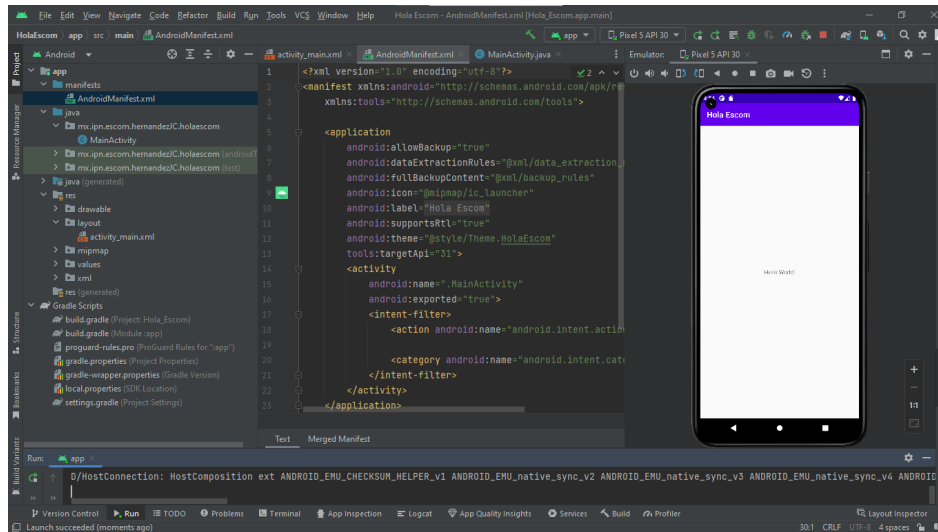 File Edit View Navigate Code Refactor Build Run Tools VCS Window Help Hola Escom - AndroidManifest.xml [Hola_Escom.app.main]
HolaEscom app src main AndroidManifest.xml app Pixel 5 API 30
Android activity_main.xml AndroidManifest.xml MainActivity.java Emulator: Pixel 5 API 30
Project
Resource Manager
Structure
Bookmarks
Build Variants
app
manifests
AndroidManifest.xml
java
mx.ipn.escom.hernandezJC.holaescom
MainActivity
mx.ipn.escom.hernandezJC.holaescom (androidT
mx.ipn.escom.hernandezJC.holaescom (test)
java (generated)
res
drawable
layout
activity_main.xml
mipmap
values
xml
res (generated)
Gradle Scripts
build.gradle (Project: Hola_Escom)
build.gradle (Module :app)
proguard-rules.pro (ProGuard Rules for ":app")
gradle.properties (Project Properties)
gradle-wrapper.properties (Gradle Version)
local.properties (SDK Location)
settings.gradle (Project Settings)
1 <?xml version="1.0" encoding="utf-8"?> 2
2 <manifest xmlns:android="http://schemas.android.com/apk/re
3 xmlns:tools="http://schemas.android.com/tools">
4
5 <application
6 android:allowBackup="true"
7 android:dataExtractionRules="@xml/data_extraction_
8 android:fullBackupContent="@xml/backup_rules"
9 android:icon="@mipmap/ic_launcher"
10 android:label="Hola Escom"
11 android:supportsRtl="true"
12 android:theme="@style/Theme.HolaEscom"
13 tools:targetApi="31">
14 <activity
15 android:name=".MainActivity"
16 android:exported="true">
17 <intent-filter>
18 <action android:name="android.intent.action
19
20 <category android:name="android.intent.cate
21 </intent-filter>
22 </activity>
23 </application>
Text Merged Manifest
Hola Escom
Hello World!
1:1
Run: app
D/HostConnection: HostComposition ext ANDROID_EMU_CHECKSUM_HELPER_v1 ANDROID_EMU_native_sync_v2 ANDROID_EMU_native_sync_v3 ANDROID_EMU_native_sync_v4 ANDROID
Version Control Run TODO Problems Terminal App Inspection Logcat App Quality Insights Services Build Profiler Layout Inspector
Launch succeeded (moments ago) 30:1 CRLF UTF-8 4 spaces